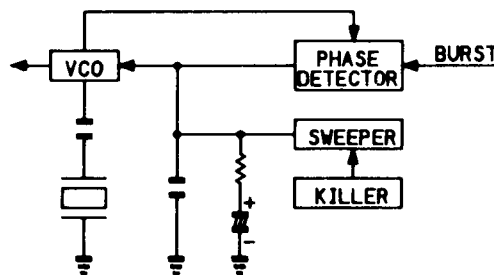 VCO
PHASE
DETECTOR
BURST
SWEEPER
KILLER
+
-